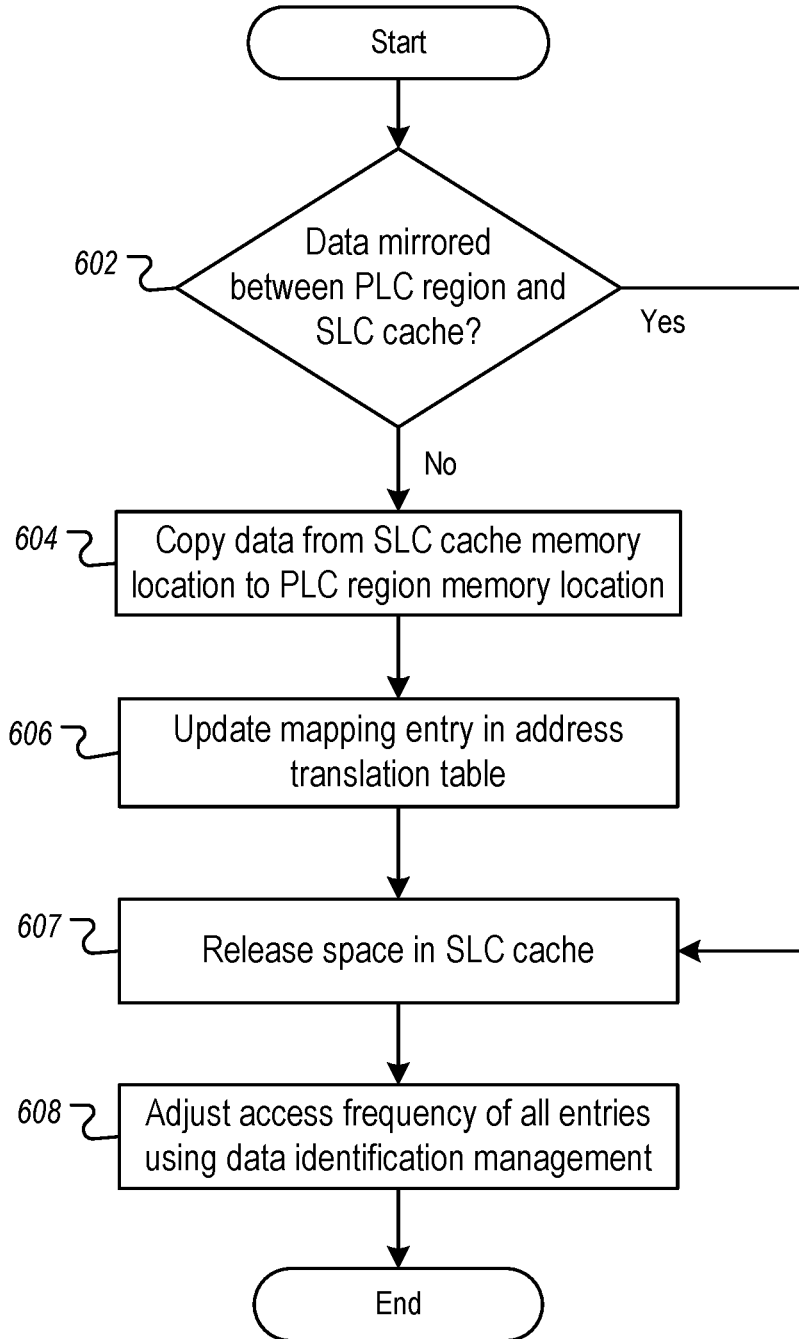 Start
602
Data mirrored
between PLC region and
SLC cache?
Yes
No
604
Copy data from SLC cache memory
location to PLC region memory location
606
Update mapping entry in address
translation table
607
Release space in SLC cache
608
Adjust access frequency of all entries
using data identification management
End